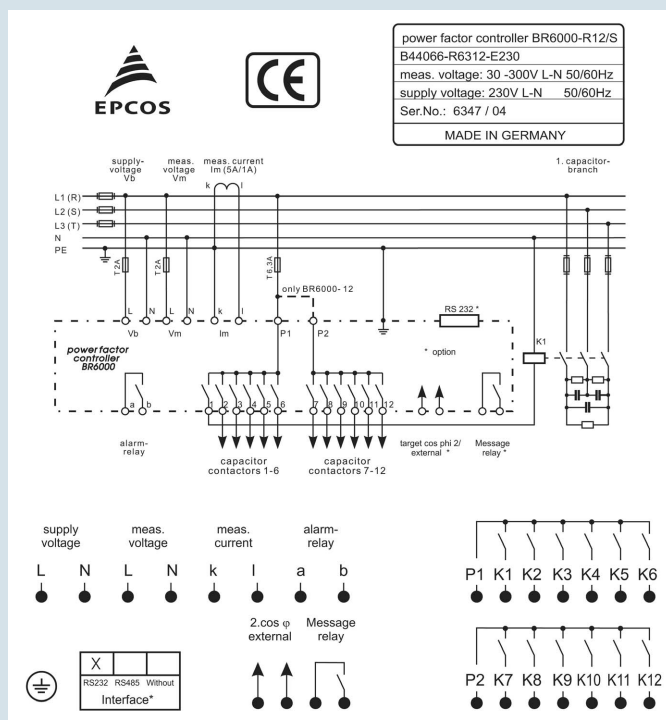 EPCOS
CE
power factor controller BR6000-R12/S
B44066-R6312-E230
meas. voltage: 30 -300V L-N 50/60Hz
supply voltage: 230V L-N 50/60Hz
Ser.No.: 6347 / 04
MADE IN GERMANY
supply-
voltage
Vb
meas.
voltage
Vm
meas. current
Im (5A/1A)
k l
1. capacitor-
branch
L1 (R)
L2 (S)
L3 (T)
N
PE
T 2A
T 2A
T 6,3A
only BR6000- 12
L N L N k l
Vb Vm Im P1 P2
RS 232 *
K1
power factor
controller
BR6000
* option
a b
1 2 3 4 5 6
7 8 9 10 11 12
alarm-
relay
capacitor
contactors 1-6
capacitor
contactors 7-12
target cos phi 2/
external *
Message
relay *
supply
voltage
meas.
voltage
meas.
current
alarm-
relay
L N L N k l a b
P1 K1 K2 K3 K4 K5 K6
2.cos φ
external
Message
relay
X
RS232 RS485 Without
Interface*
P2 K7 K8 K9 K10 K11 K12